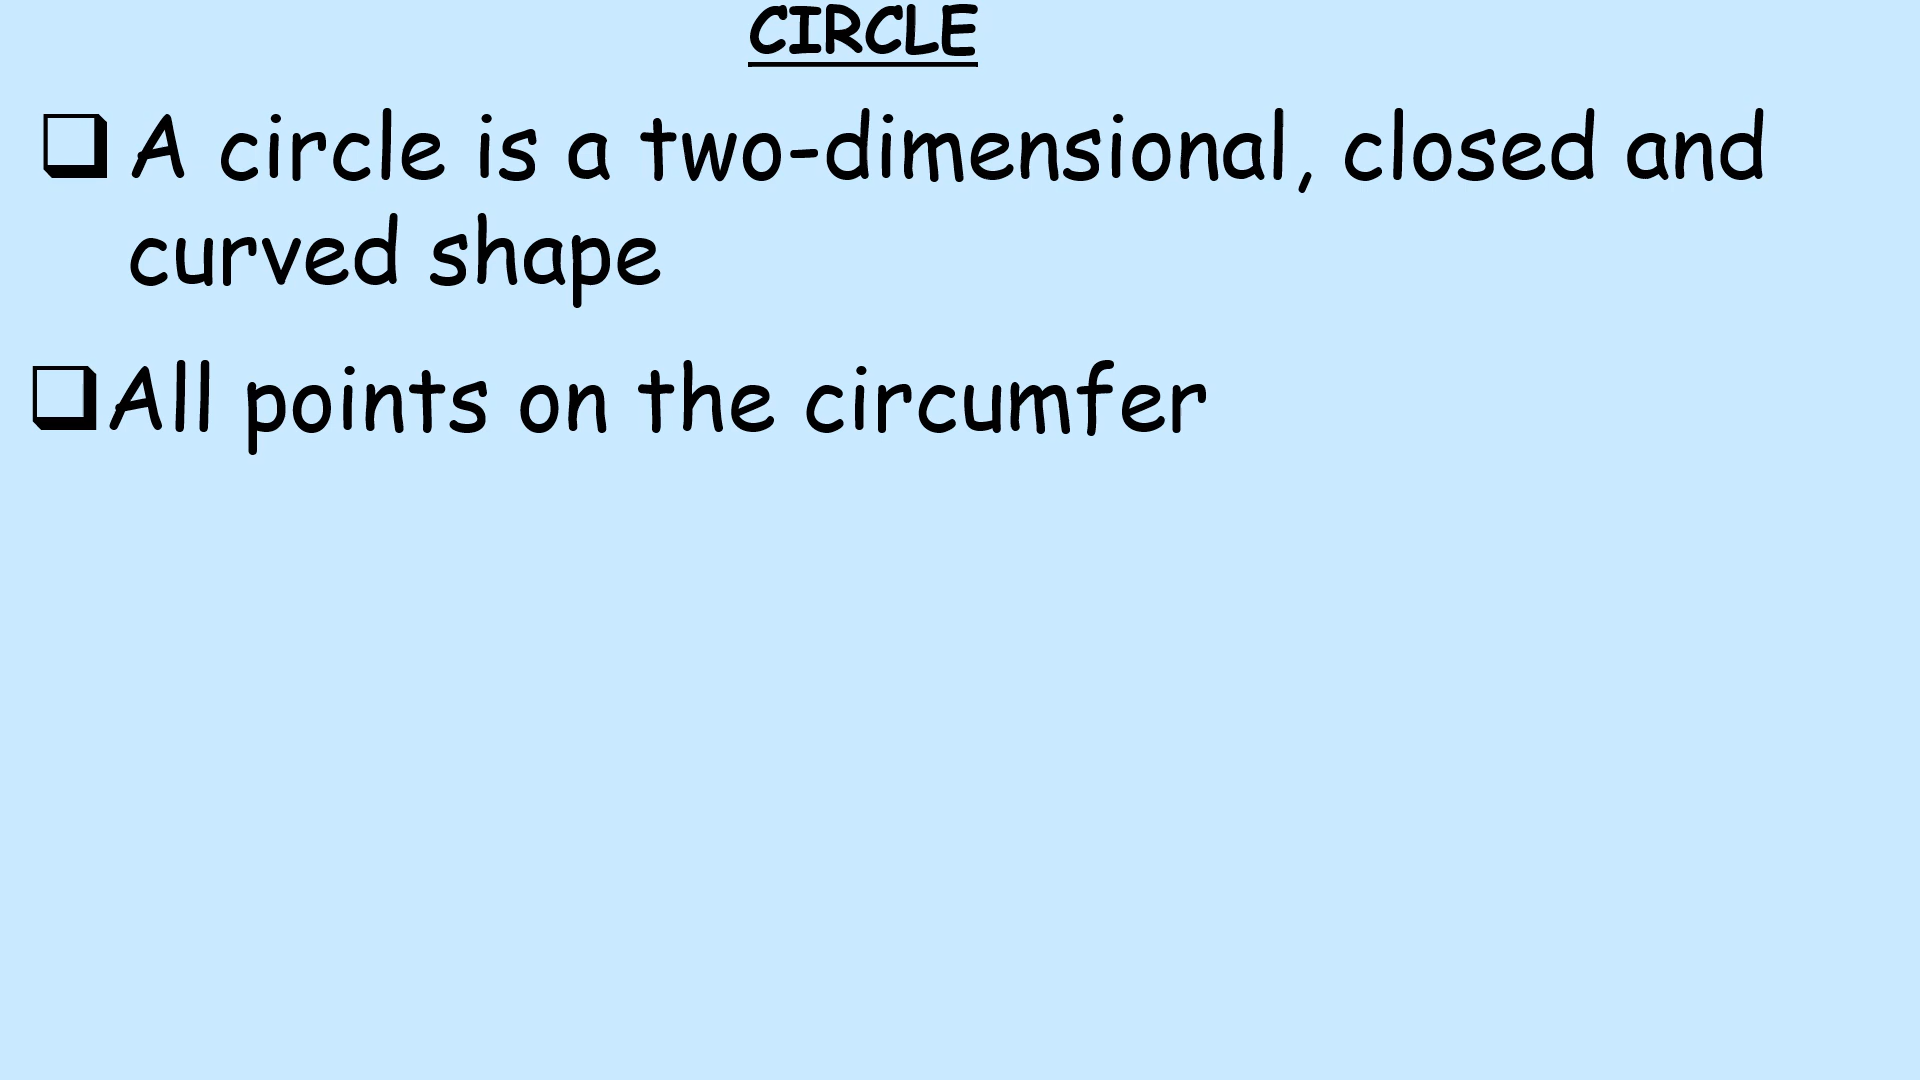 CIRCLE
❑ A circle is a two-dimensional, closed and
curved shape
❑ All points on the circumfer